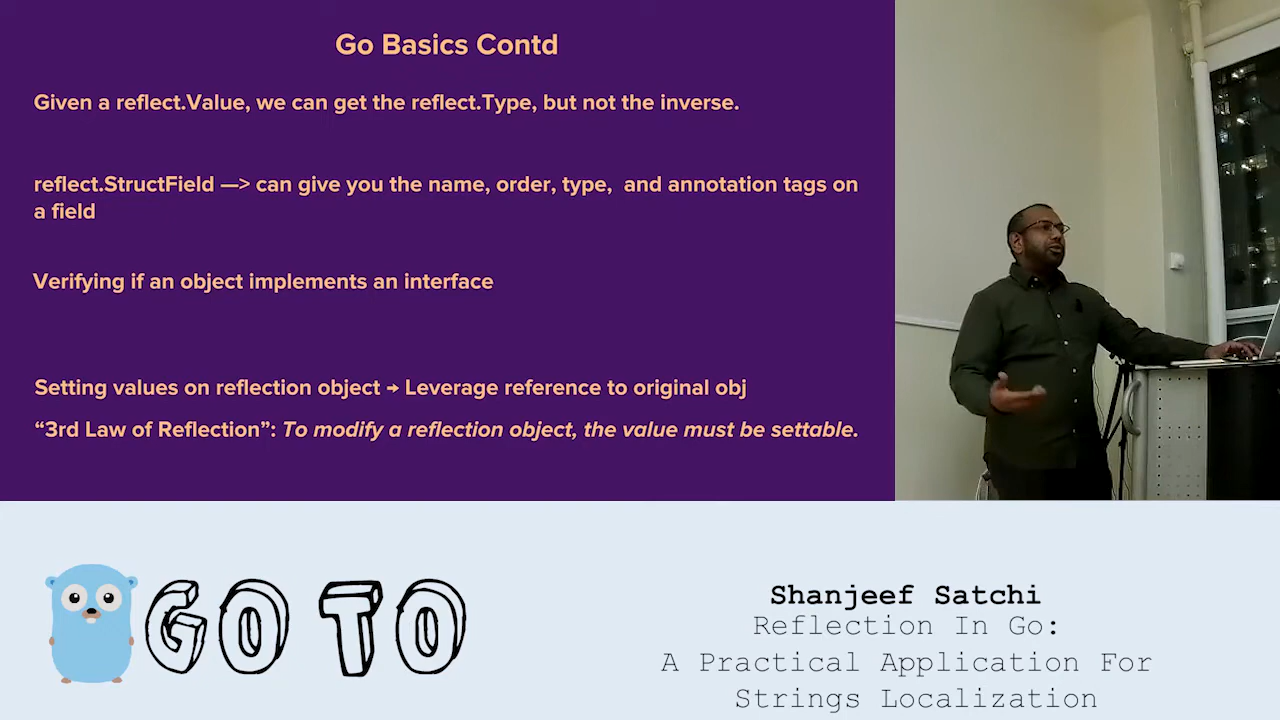 Go Basics Contd
Given a reflect.Value, we can get the reflect.Type, but not the inverse.
reflect.StructField —> can give you the name, order, type,  and annotation tags on
a field
Verifying if an object implements an interface
Setting values on reflection object → Leverage reference to original obj
“3rd Law of Reflection”: To modify a reflection object, the value must be settable.
GO TO
Shanjeef Satchi
Reflection In Go:
A Practical Application For
Strings Localization